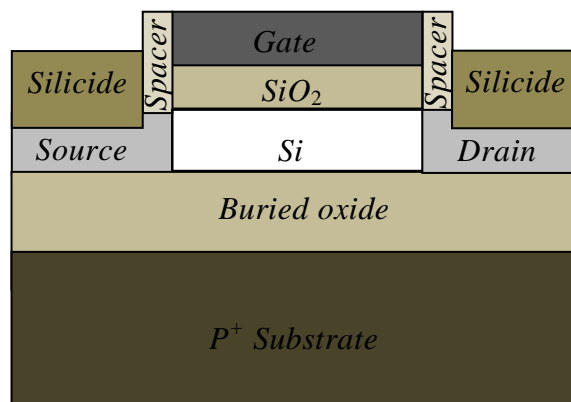 Gate
Spacer
Spacer
Silicide
SiO₂
Silicide
Source
Si
Drain
Buried oxide
P⁺ Substrate